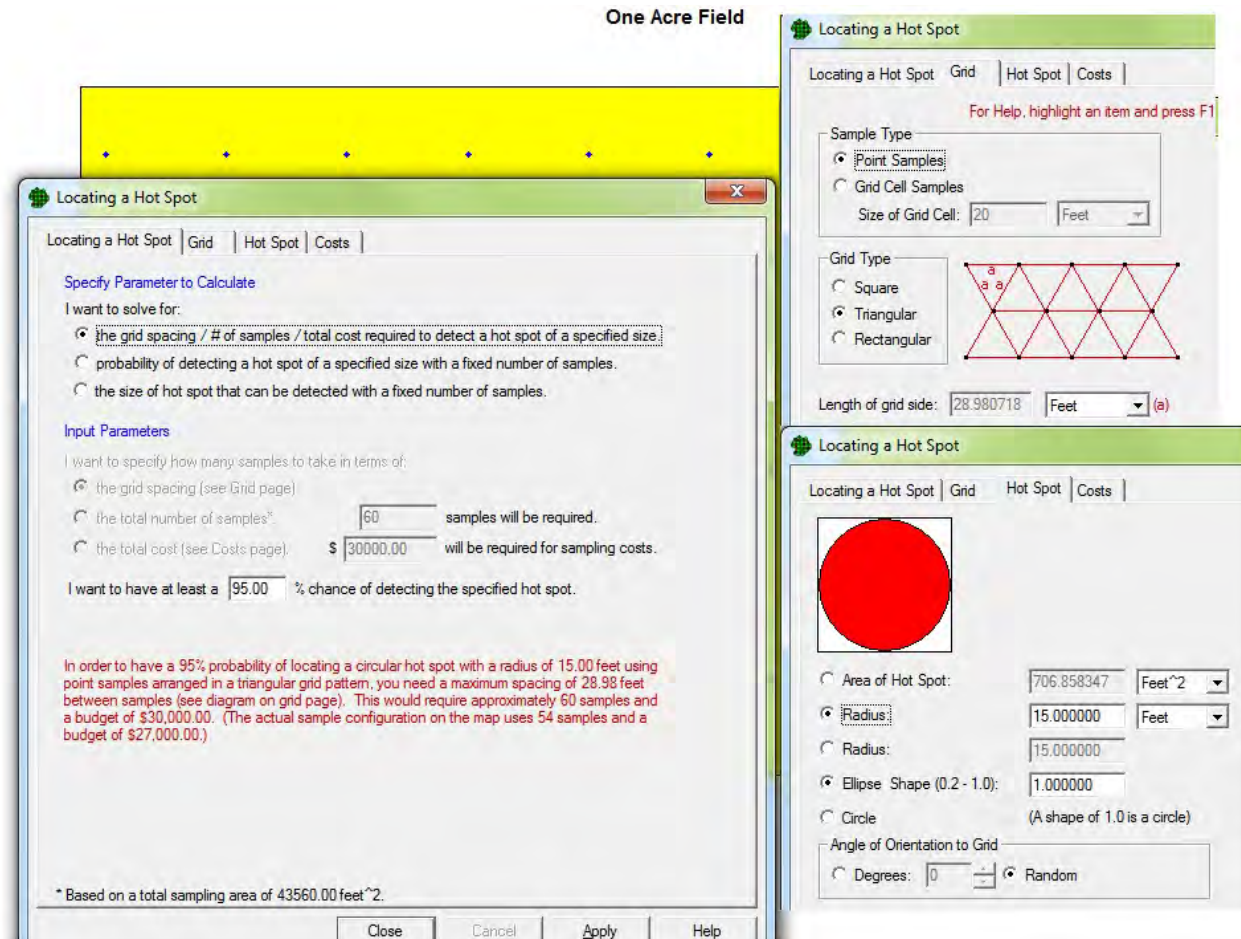 One Acre Field
Locating a Hot Spot
Locating a Hot Spot Grid Hot Spot Costs
For Help, highlight an item and press F1
Sample Type
Point Samples
Grid Cell Samples
Size of Grid Cell: 20 Feet
Grid Type
Square
Triangular
Rectangular
a
a a
Length of grid side: 28.980718 Feet (a)
Locating a Hot Spot
Locating a Hot Spot Grid Hot Spot Costs
Specify Parameter to Calculate
I want to solve for:
the grid spacing / # of samples / total cost required to detect a hot spot of a specified size.
probability of detecting a hot spot of a specified size with a fixed number of samples.
the size of hot spot that can be detected with a fixed number of samples.
Input Parameters
I want to specify how many samples to take in terms of:
the grid spacing (see Grid page)
the total number of samples*. 60 samples will be required.
the total cost (see Costs page). $ 30000.00 will be required for sampling costs.
I want to have at least a 95.00 % chance of detecting the specified hot spot.
In order to have a 95% probability of locating a circular hot spot with a radius of 15.00 feet using
point samples arranged in a triangular grid pattern, you need a maximum spacing of 28.98 feet
between samples (see diagram on grid page). This would require approximately 60 samples and
a budget of $30,000.00. (The actual sample configuration on the map uses 54 samples and a
budget of $27,000.00.)
* Based on a total sampling area of 43560.00 feet^2.
Close Cancel Apply Help
Locating a Hot Spot
Locating a Hot Spot Grid Hot Spot Costs
Area of Hot Spot: 706.858347 Feet^2
Radius: 15.000000 Feet
Radius: 15.000000
Ellipse Shape (0.2 - 1.0): 1.000000
Circle (A shape of 1.0 is a circle)
Angle of Orientation to Grid
Degrees: 0 Random